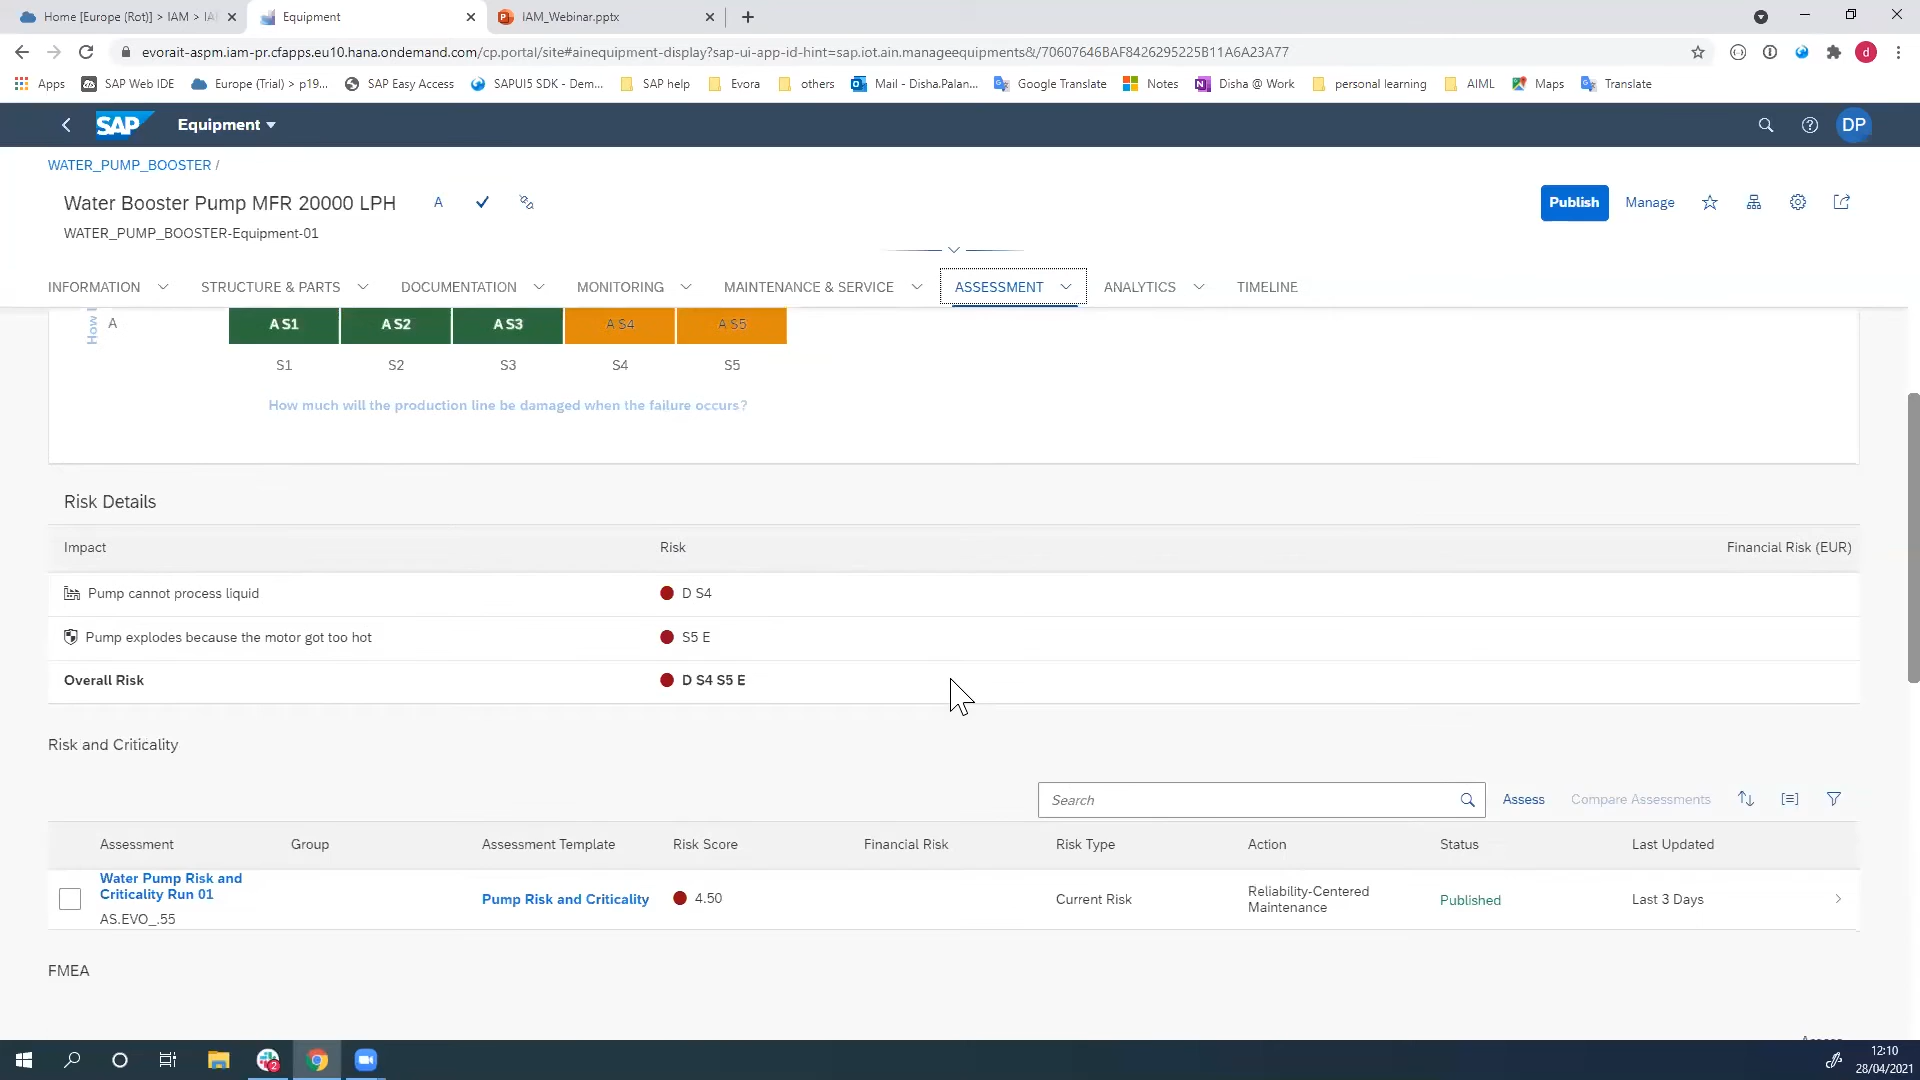 Home [Europe (Rot)] > IAM > IA
Equipment
IAM_Webinar.pptx
evorait-aspm.iam-pr.cfapps.eu10.hana.ondemand.com/cp.portal/site#ainequipment-display?sap-ui-app-id-hint=sap.iot.ain.manageequipments&/70607646BAF8426295225B11A6A23A77
d
Apps
SAP Web IDE
Europe (Trial) > p19...
SAP Easy Access
SAPUI5 SDK - Dem...
SAP help
Evora
others
Mail - Disha.Palan...
Google Translate
Notes
Disha @ Work
personal learning
AIML
Maps
Translate
SAP
Equipment
DP
WATER_PUMP_BOOSTER /
Water Booster Pump MFR 20000 LPH
A
Publish
Manage
WATER_PUMP_BOOSTER-Equipment-01
INFORMATION
STRUCTURE & PARTS
DOCUMENTATION
MONITORING
MAINTENANCE & SERVICE
ASSESSMENT
ANALYTICS
TIMELINE
How
A
A S1
A S2
A S3
A S4
A S5
S1
S2
S3
S4
S5
How much will the production line be damaged when the failure occurs?
Risk Details
Impact
Risk
Financial Risk (EUR)
Pump cannot process liquid
D S4
Pump explodes because the motor got too hot
S5 E
Overall Risk
D S4 S5 E
Risk and Criticality
Search
Assess
Compare Assessments
Assessment
Group
Assessment Template
Risk Score
Financial Risk
Risk Type
Action
Status
Last Updated
Water Pump Risk and
Criticality Run 01
AS.EVO_.55
Pump Risk and Criticality
4.50
Current Risk
Reliability-Centered
Maintenance
Published
Last 3 Days
FMEA
2
12:10
28/04/2021